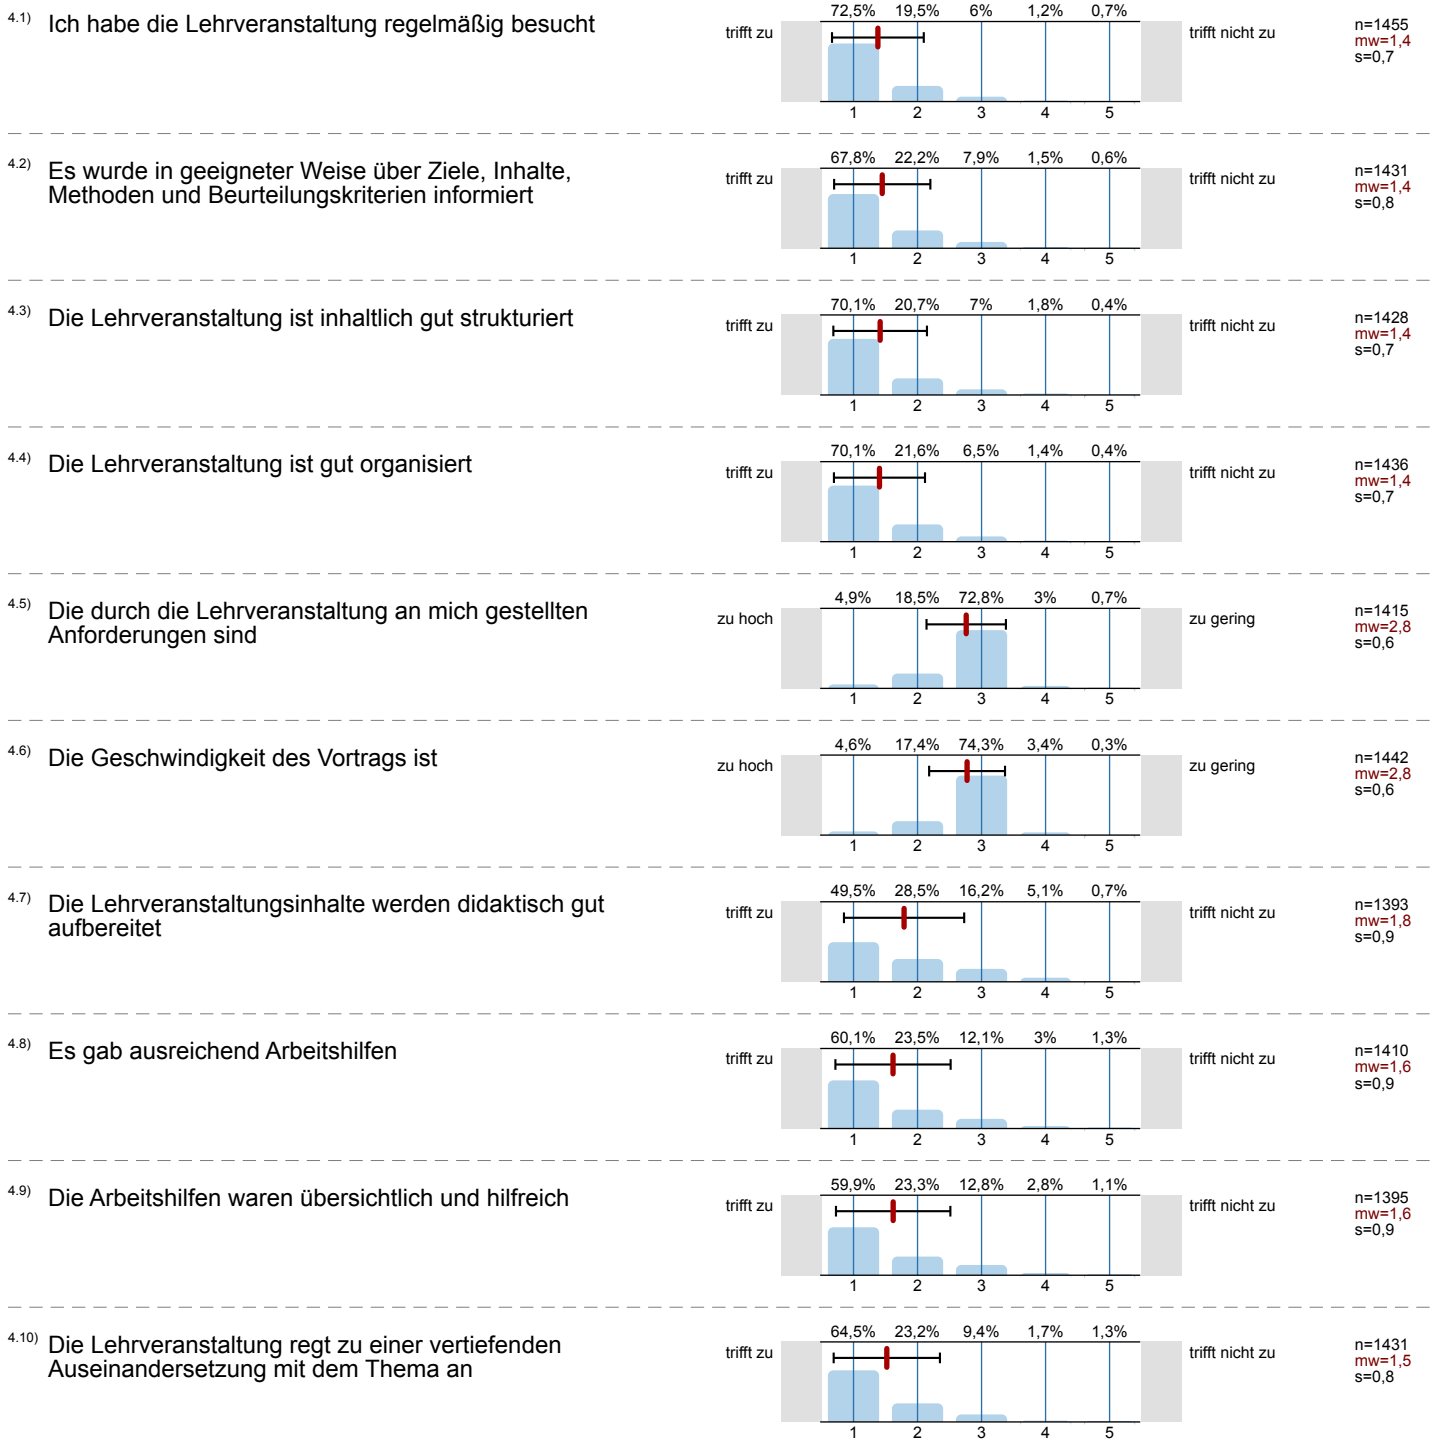 4.1) Ich habe die Lehrveranstaltung regelmäßig besucht
72,5% 19,5% 6% 1,2% 0,7%
trifft zu
trifft nicht zu
n=1455
mw=1,4
s=0,7
1 2 3 4 5
4.2) Es wurde in geeigneter Weise über Ziele, Inhalte,
Methoden und Beurteilungskriterien informiert
67,8% 22,2% 7,9% 1,5% 0,6%
trifft zu
trifft nicht zu
n=1431
mw=1,4
s=0,8
1 2 3 4 5
4.3) Die Lehrveranstaltung ist inhaltlich gut strukturiert
70,1% 20,7% 7% 1,8% 0,4%
trifft zu
trifft nicht zu
n=1428
mw=1,4
s=0,7
1 2 3 4 5
4.4) Die Lehrveranstaltung ist gut organisiert
70,1% 21,6% 6,5% 1,4% 0,4%
trifft zu
trifft nicht zu
n=1436
mw=1,4
s=0,7
1 2 3 4 5
4.5) Die durch die Lehrveranstaltung an mich gestellten
Anforderungen sind
4,9% 18,5% 72,8% 3% 0,7%
zu hoch
zu gering
n=1415
mw=2,8
s=0,6
1 2 3 4 5
4.6) Die Geschwindigkeit des Vortrags ist
4,6% 17,4% 74,3% 3,4% 0,3%
zu hoch
zu gering
n=1442
mw=2,8
s=0,6
1 2 3 4 5
4.7) Die Lehrveranstaltungsinhalte werden didaktisch gut
aufbereitet
49,5% 28,5% 16,2% 5,1% 0,7%
trifft zu
trifft nicht zu
n=1393
mw=1,8
s=0,9
1 2 3 4 5
4.8) Es gab ausreichend Arbeitshilfen
60,1% 23,5% 12,1% 3% 1,3%
trifft zu
trifft nicht zu
n=1410
mw=1,6
s=0,9
1 2 3 4 5
4.9) Die Arbeitshilfen waren übersichtlich und hilfreich
59,9% 23,3% 12,8% 2,8% 1,1%
trifft zu
trifft nicht zu
n=1395
mw=1,6
s=0,9
1 2 3 4 5
4.10) Die Lehrveranstaltung regt zu einer vertiefenden
Auseinandersetzung mit dem Thema an
64,5% 23,2% 9,4% 1,7% 1,3%
trifft zu
trifft nicht zu
n=1431
mw=1,5
s=0,8
1 2 3 4 5